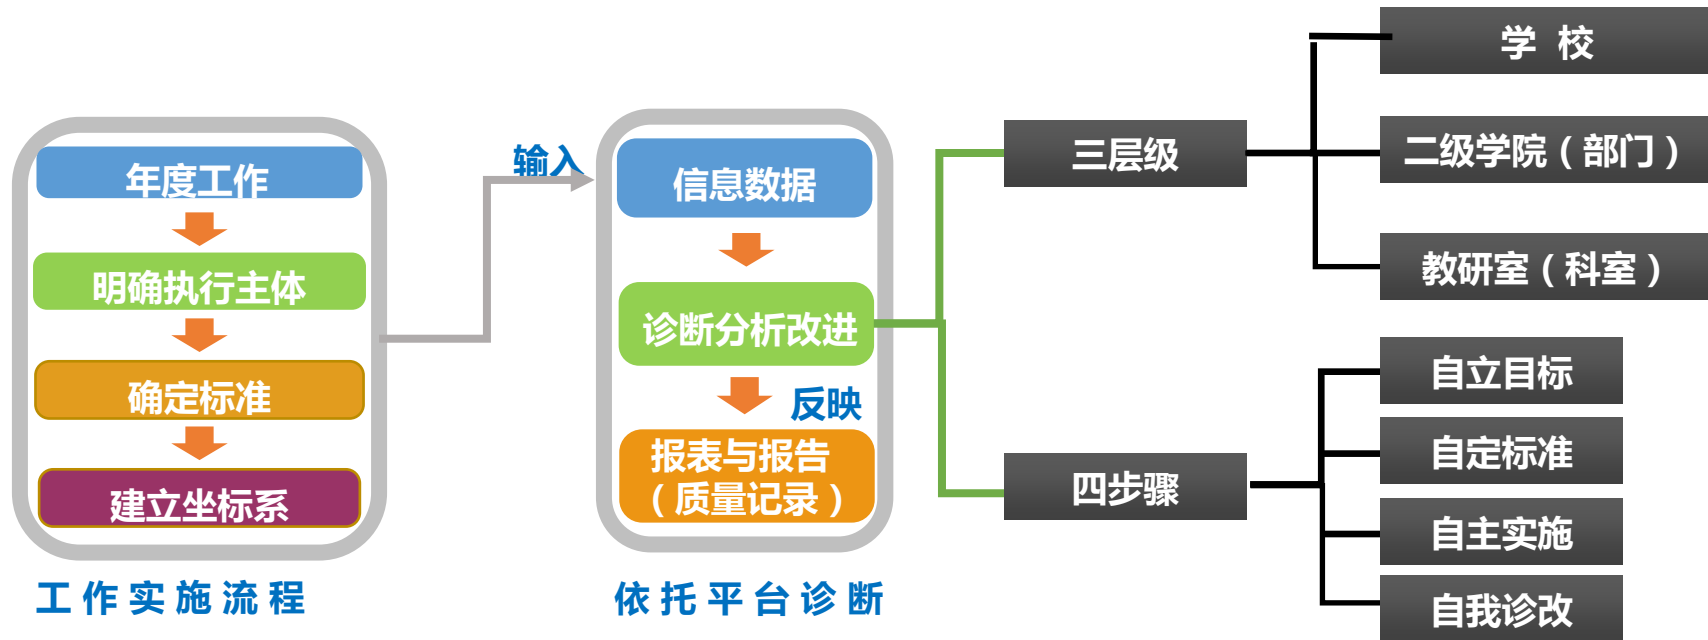 年度工作
明确执行主体
确定标准
建立坐标系
工作实施流程
输入
信息数据
诊断分析改进
反映
报表与报告
（质量记录）
依托平台诊断
三层级
学 校
二级学院（部门）
教研室（科室）
四步骤
自立目标
自定标准
自主实施
自我诊改